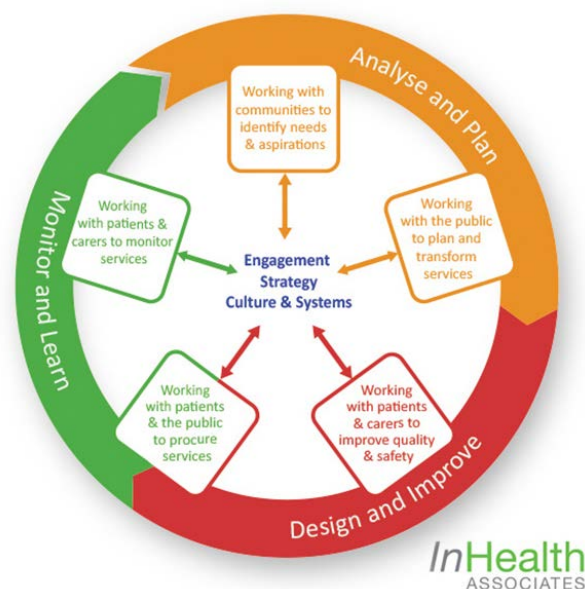 Analyse and Plan
Working with
communities to
identify needs
& aspirations
Working
with the public
to plan and
transform
services
Working
with patients &
carers to monitor
services
Engagement
Strategy
Culture & Systems
Monitor and Learn
Working
with patients
& the public
to procure
services
Working
with patients
& carers to
improve quality
& safety
Design and Improve
InHealth
ASSOCIATES